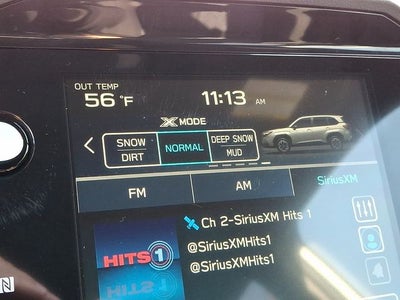 OUT TEMP
56 °F
11:13 AM
X MODE
SNOW
DIRT
NORMAL
DEEP SNOW
MUD
FM
AM
SiriusXM
HITS 1
Ch 2-SiriusXM Hits 1
@SiriusXMHits1
@SiriusXMHits1